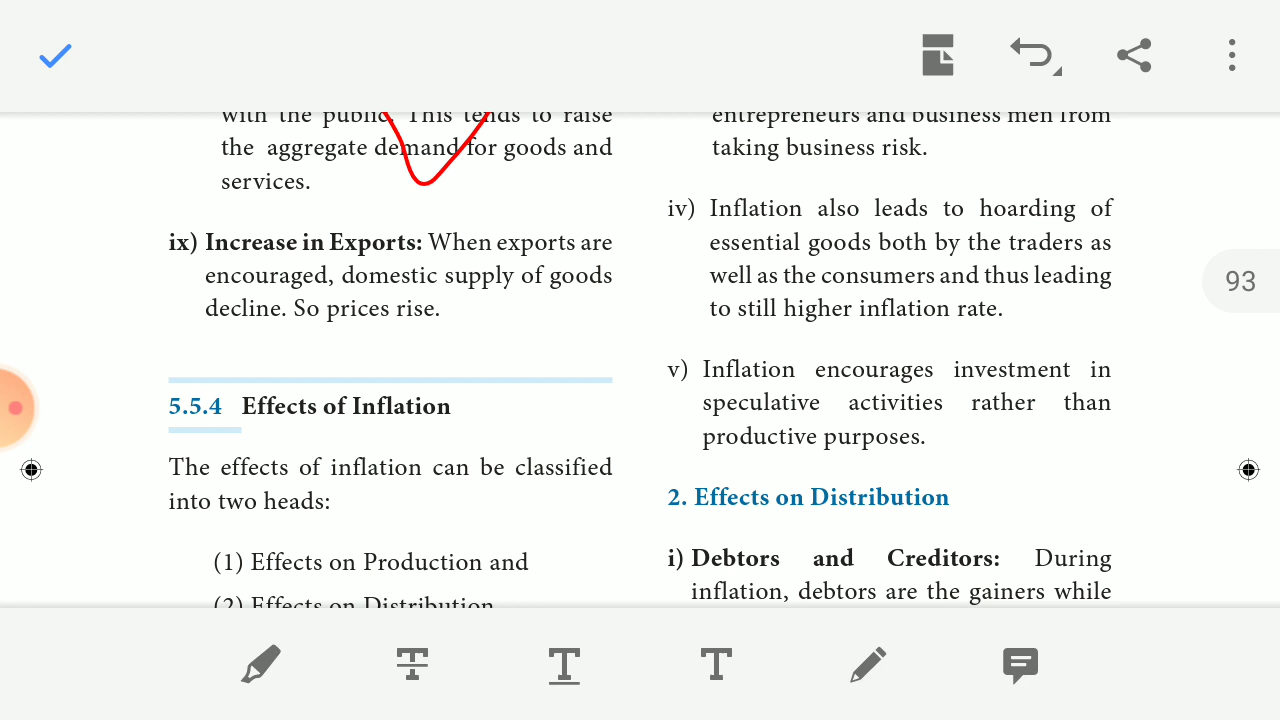 with the public. This tends to raise
the aggregate demand for goods and
services.
ix) Increase in Exports: When exports are
encouraged, domestic supply of goods
decline. So prices rise.
5.5.4 Effects of Inflation
The effects of inflation can be classified
into two heads:
(1) Effects on Production and
(2) Effects on Distribution
entrepreneurs and business men from
taking business risk.
iv) Inflation also leads to hoarding of
essential goods both by the traders as
well as the consumers and thus leading
to still higher inflation rate.
v) Inflation encourages investment in
speculative activities rather than
productive purposes.
2. Effects on Distribution
i) Debtors and Creditors: During
inflation, debtors are the gainers while
93